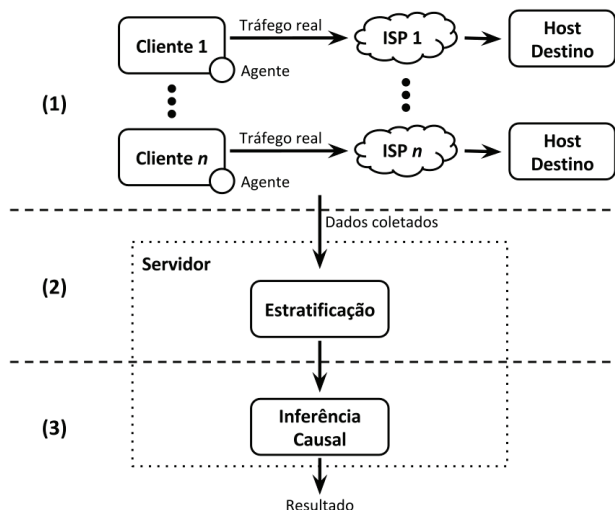 Cliente 1
Tráfego real
ISP 1
Host
Destino
Agente
(1)
Cliente n
Tráfego real
ISP n
Host
Destino
Agente
Dados coletados
Servidor
(2)
Estratificação
(3)
Inferência
Causal
Resultado